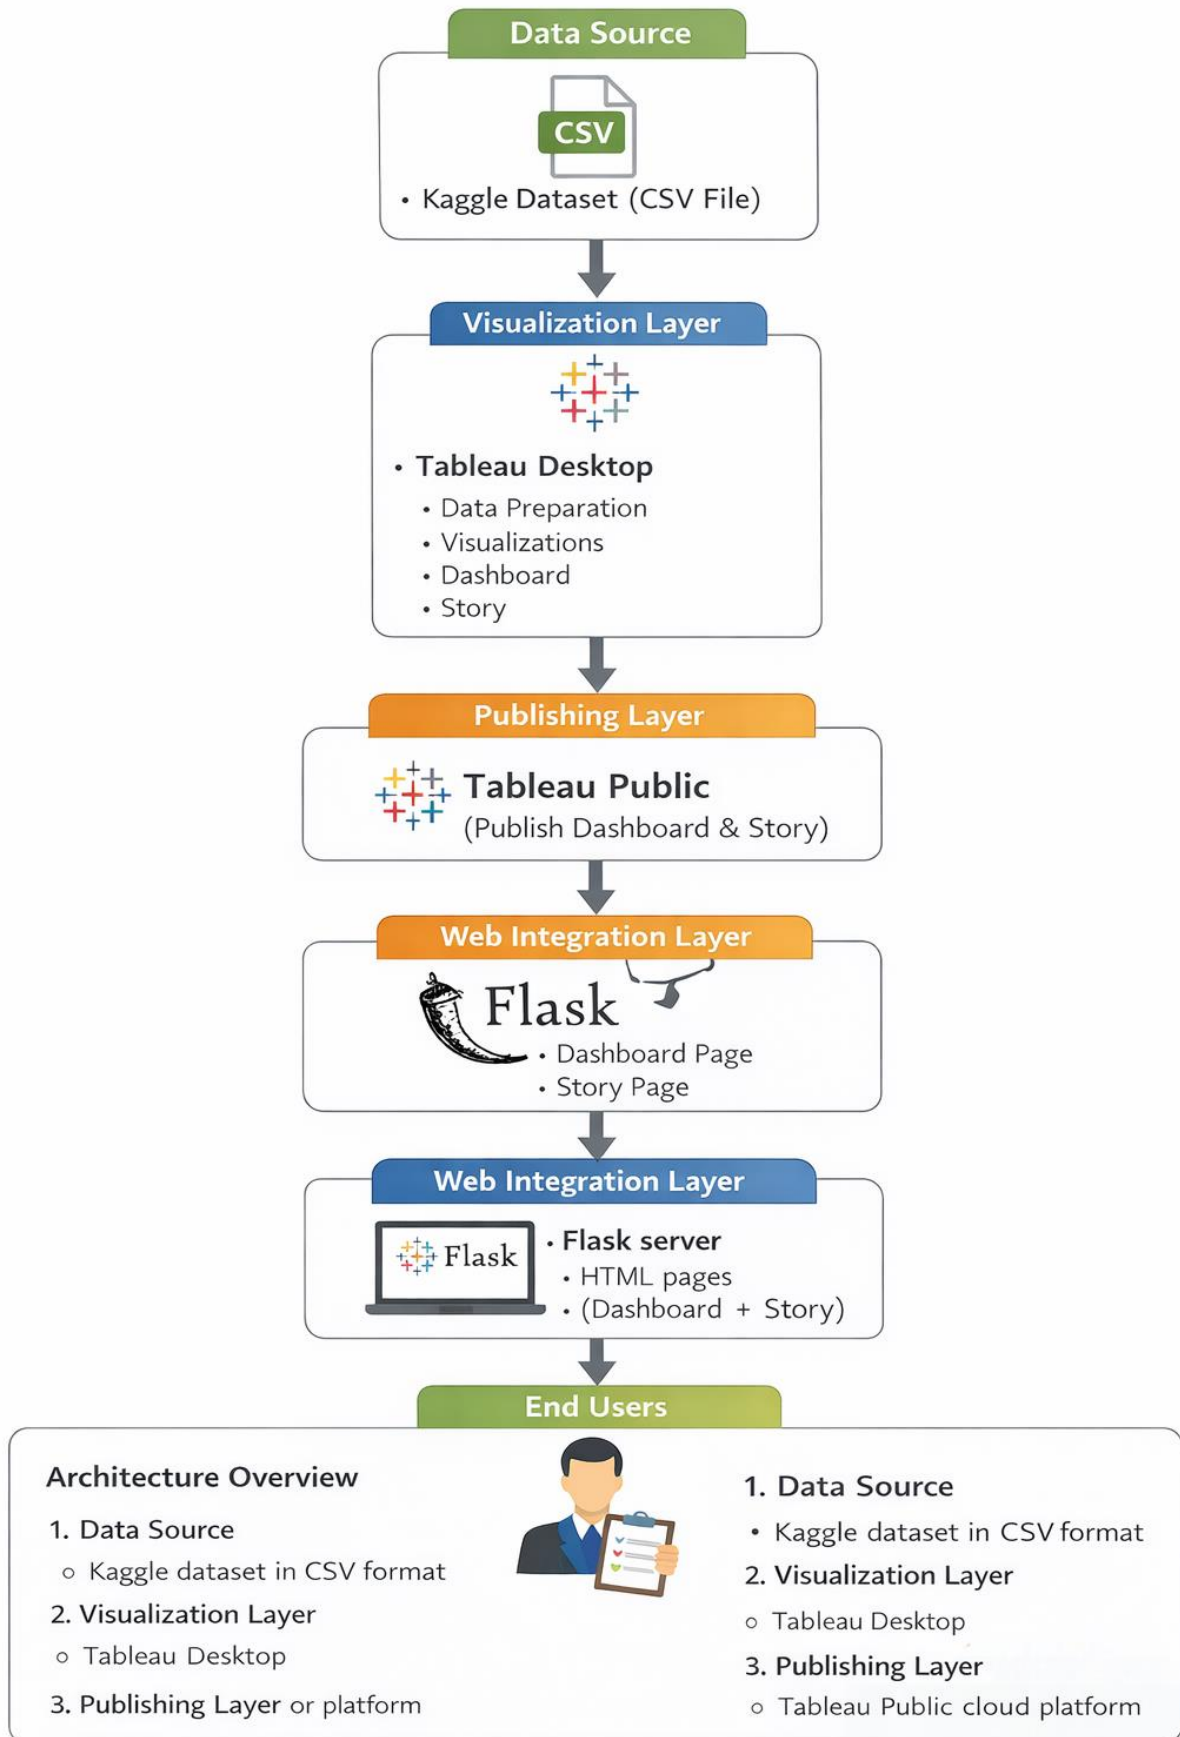 Data Source
CSV
• Kaggle Dataset (CSV File)
Visualization Layer
• Tableau Desktop
• Data Preparation
• Visualizations
• Dashboard
• Story
Publishing Layer
Tableau Public
(Publish Dashboard & Story)
Web Integration Layer
Flask
• Dashboard Page
• Story Page
Web Integration Layer
Flask
• Flask server
• HTML pages
• (Dashboard + Story)
End Users
Architecture Overview
1. Data Source
○ Kaggle dataset in CSV format
2. Visualization Layer
○ Tableau Desktop
3. Publishing Layer or platform
1. Data Source
• Kaggle dataset in CSV format
2. Visualization Layer
○ Tableau Desktop
3. Publishing Layer
○ Tableau Public cloud platform